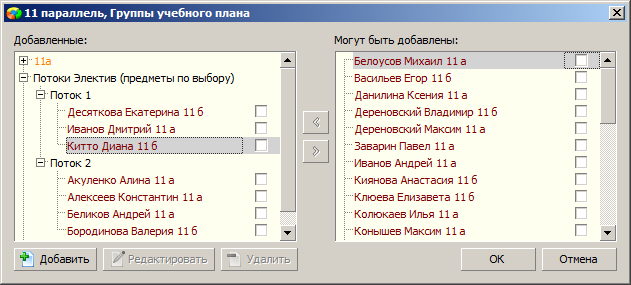 11 параллель, Группы учебного плана
Добавленные:
11а
Потоки Электив (предметы по выбору)
Поток 1
Десяткова Екатерина 11 б
Иванов Дмитрий 11 а
Китто Диана 11 б
Поток 2
Акуленко Алина 11 а
Алексеев Константин 11 а
Беликов Андрей 11 а
Бородинова Валерия 11 б
Могут быть добавлены:
Белоусов Михаил 11 а
Васильев Егор 11 б
Данилина Ксения 11 а
Дереновский Владимир 11 б
Дереновский Максим 11 а
Заварин Павел 11 а
Иванов Андрей 11 а
Киянова Анастасия 11 б
Клюева Елизавета 11 б
Колюкаев Илья 11 а
Конышев Максим 11 а
Добавить
Редактировать
Удалить
ОК
Отмена